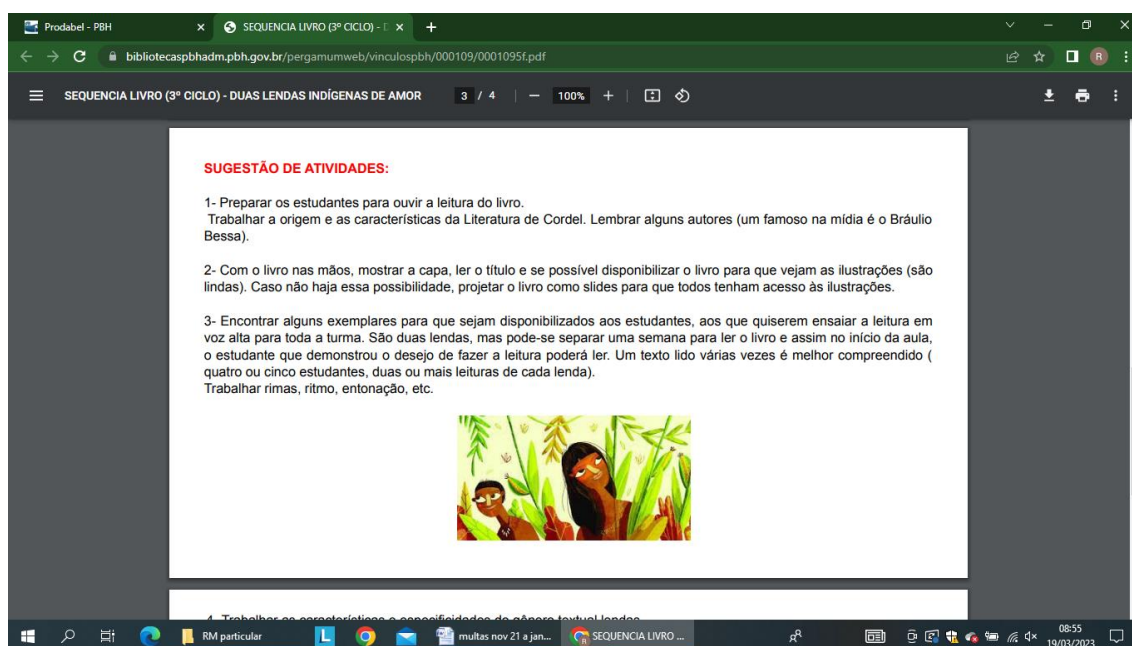 Prodabel - PBH
SEQUENCIA LIVRO (3º CICLO) - D
bibliotecaspbhadm.pbh.gov.br/pergamumweb/vinculospbh/000109/0001095f.pdf
R
SEQUENCIA LIVRO (3º CICLO) - DUAS LENDAS INDÍGENAS DE AMOR
3 / 4
100%
SUGESTÃO DE ATIVIDADES:
1- Preparar os estudantes para ouvir a leitura do livro.
Trabalhar a origem e as características da Literatura de Cordel. Lembrar alguns autores (um famoso na mídia é o Bráulio
Bessa).
2- Com o livro nas mãos, mostrar a capa, ler o título e se possível disponibilizar o livro para que vejam as ilustrações (são
lindas). Caso não haja essa possibilidade, projetar o livro como slides para que todos tenham acesso às ilustrações.
3- Encontrar alguns exemplares para que sejam disponibilizados aos estudantes, aos que quiserem ensaiar a leitura em
voz alta para toda a turma. São duas lendas, mas pode-se separar uma semana para ler o livro e assim no início da aula,
o estudante que demonstrou o desejo de fazer a leitura poderá ler. Um texto lido várias vezes é melhor compreendido (
quatro ou cinco estudantes, duas ou mais leituras de cada lenda).
Trabalhar rimas, ritmo, entonação, etc.
4- Trabalhar as características e especificidades do gênero textual lendas
RM particular
L
multas nov 21 a jan...
SEQUENCIA LIVRO ...
08:55
19/03/2023